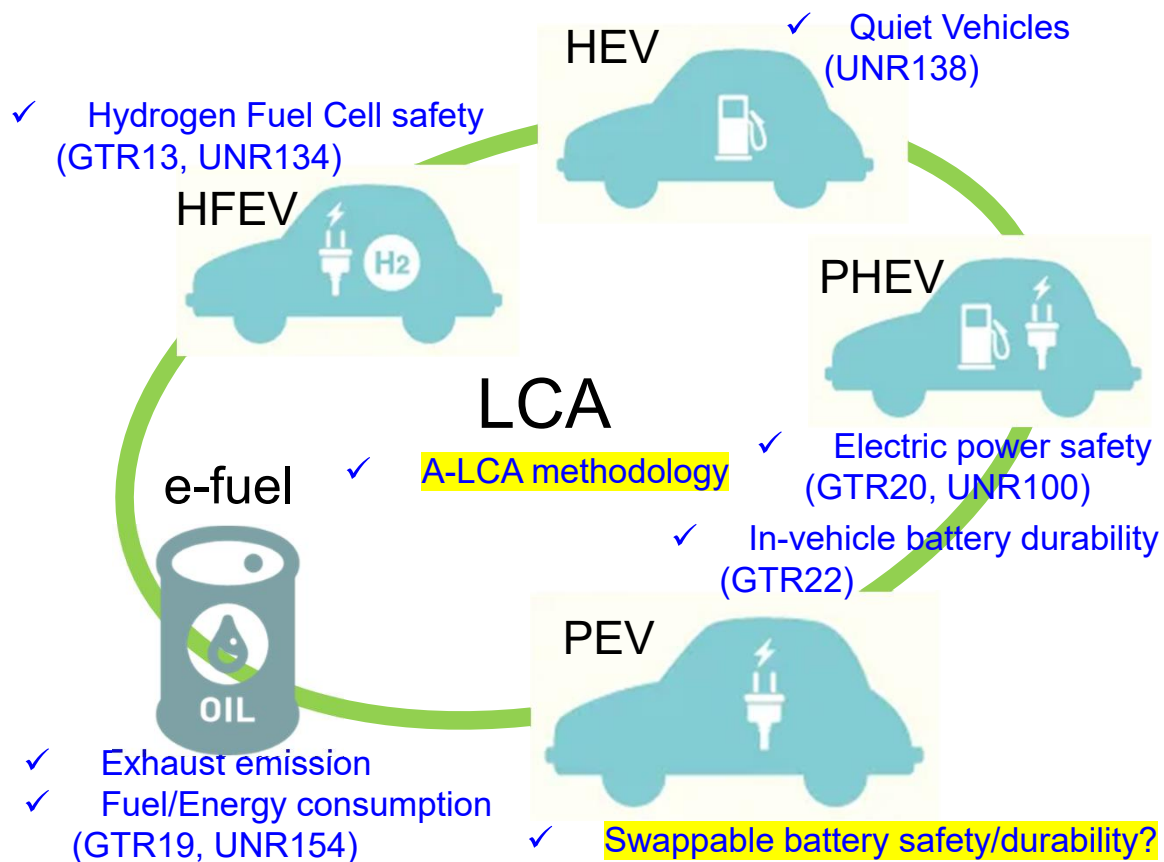 HEV
✓ Quiet Vehicles
(UNR138)
✓ Hydrogen Fuel Cell safety
(GTR13, UNR134)
HFEV
H2
PHEV
LCA
✓ A-LCA methodology
✓ Electric power safety
(GTR20, UNR100)
e-fuel
✓ In-vehicle battery durability
(GTR22)
PEV
OIL
✓ Exhaust emission
✓ Fuel/Energy consumption
(GTR19, UNR154)
✓ Swappable battery safety/durability?